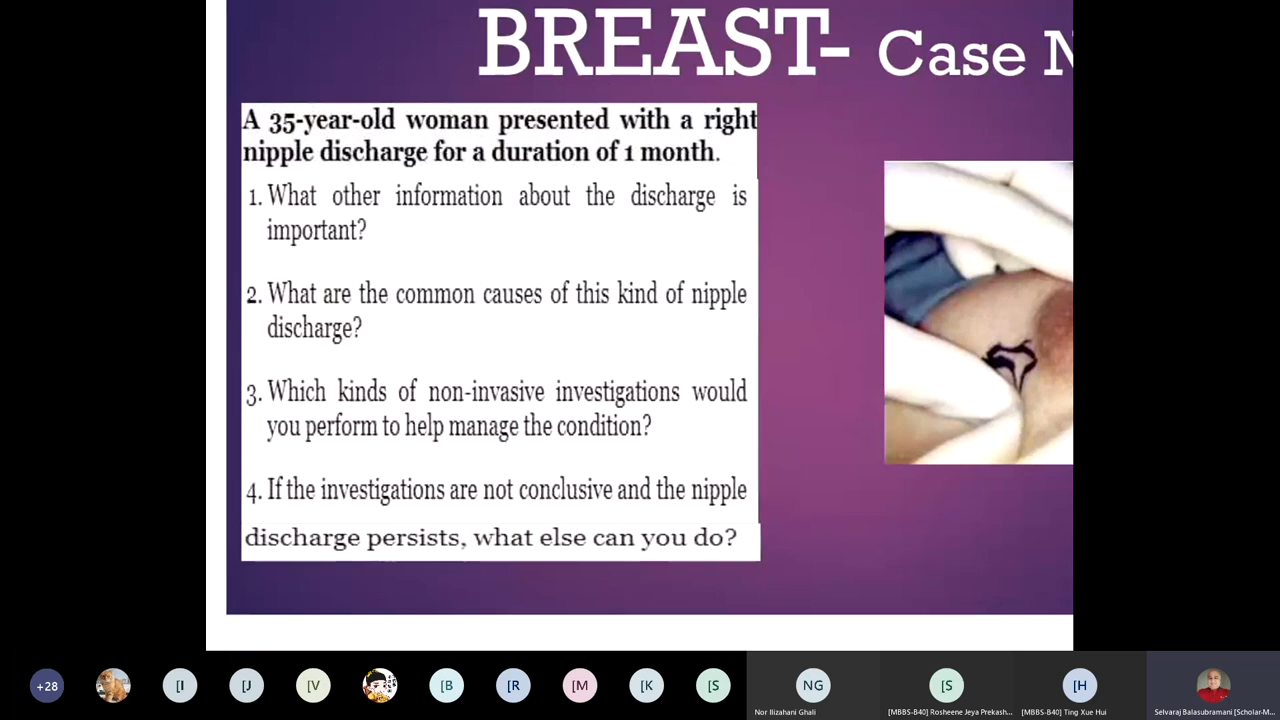 BREAST- Case N
A 35-year-old woman presented with a right
nipple discharge for a duration of 1 month.
1. What other information about the discharge is
important?
2. What are the common causes of this kind of nipple
discharge?
3. Which kinds of non-invasive investigations would
you perform to help manage the condition?
4. If the investigations are not conclusive and the nipple
discharge persists, what else can you do?
+28
[I
[J
[V
[B
[R
[M
[K
[S
NG
[S
[H
Nor Ilizahani Ghali
[MBBS-B40] Rosheene Jeya Prekash...
[MBBS-B40] Ting Xue Hui
Selvaraj Balasubramani [Scholar-M...